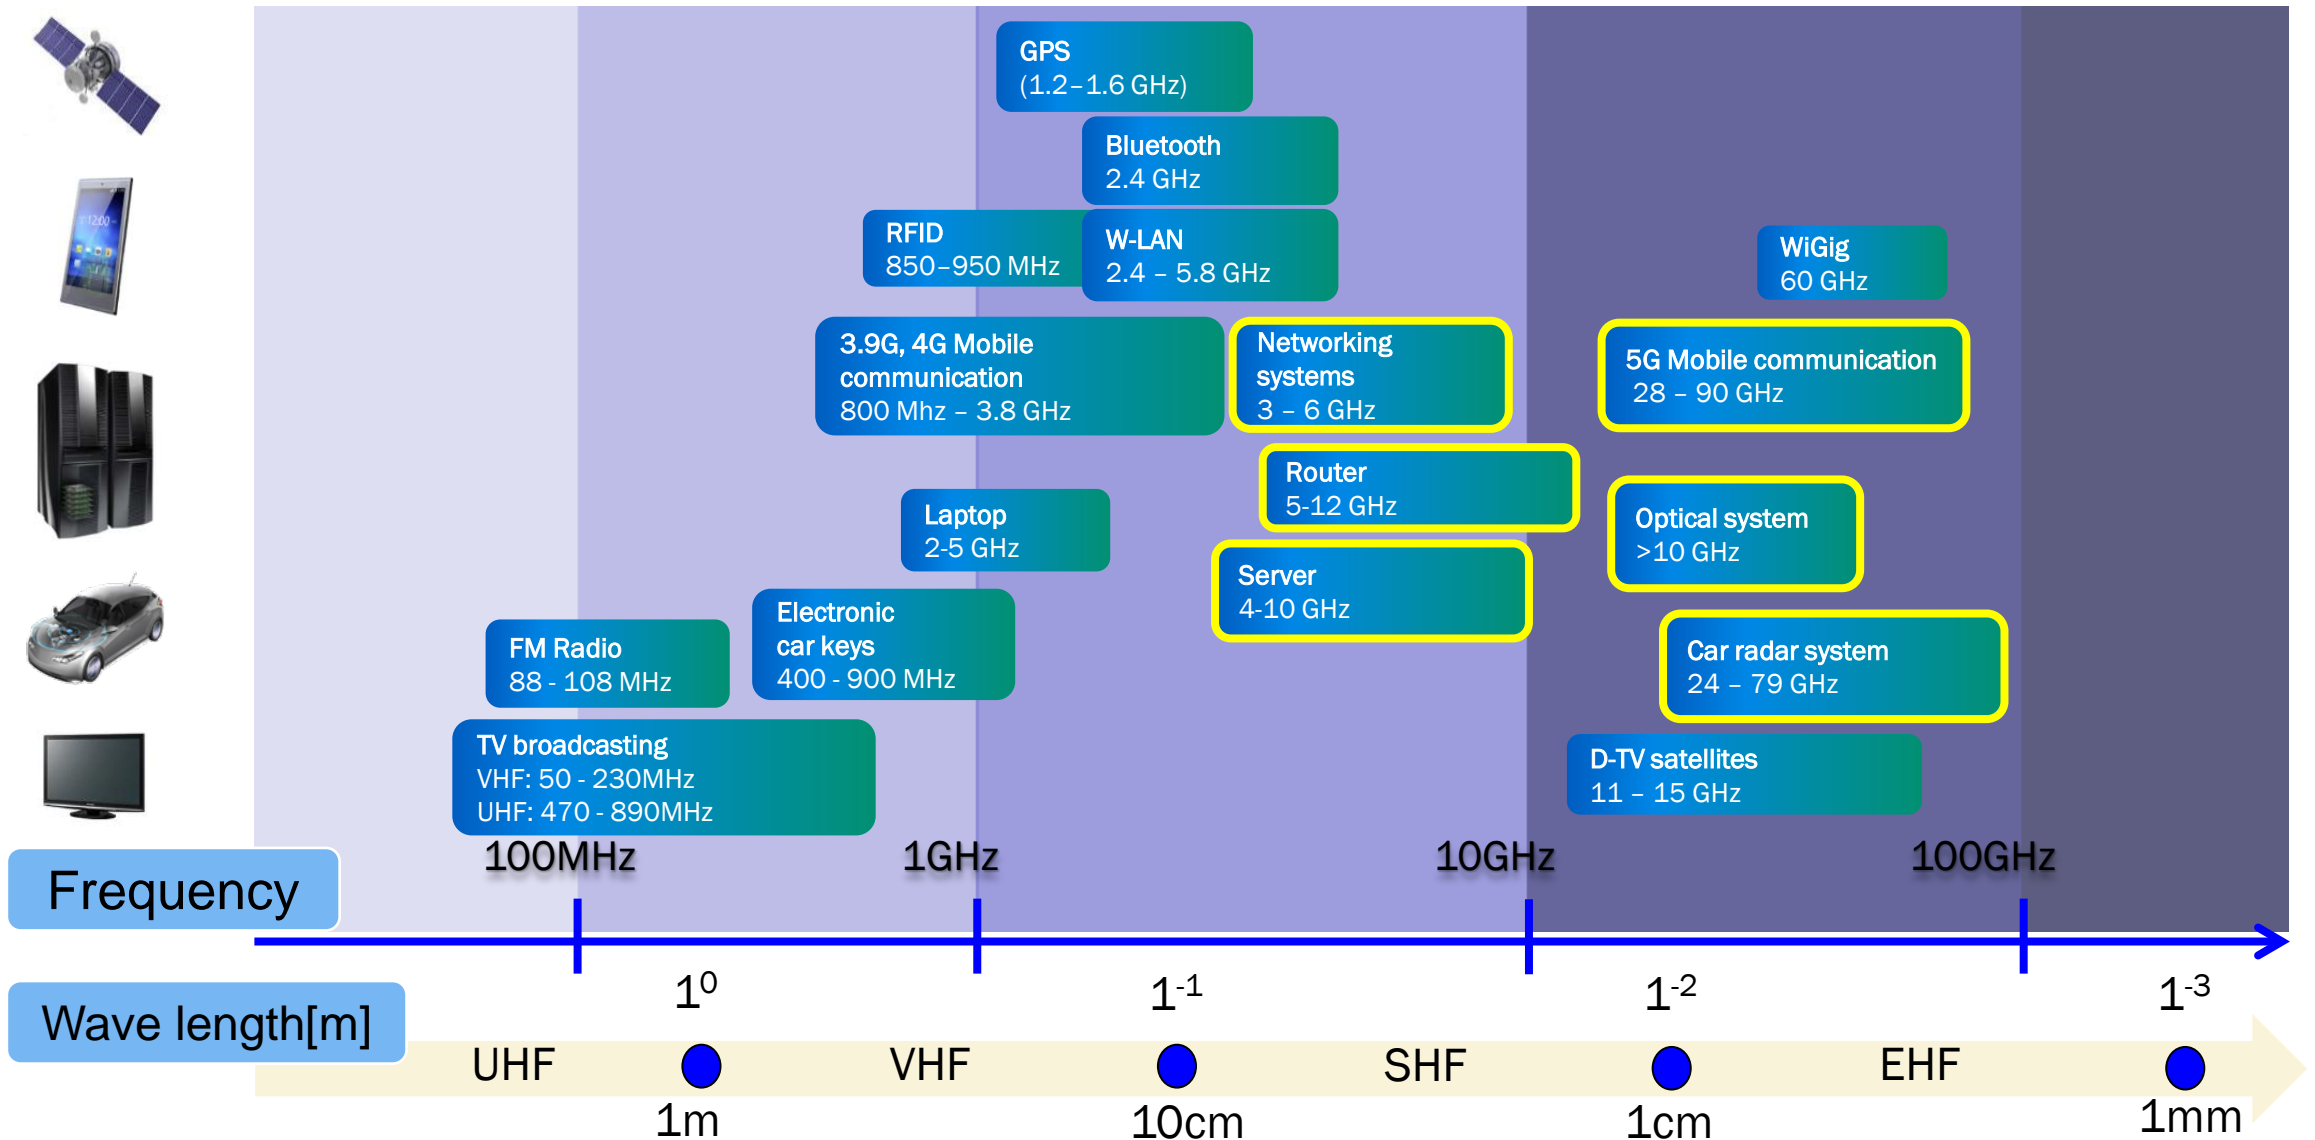 GPS
(1.2–1.6 GHz)
Bluetooth
2.4 GHz
RFID
850–950 MHz
W-LAN
2.4 – 5.8 GHz
WiGig
60 GHz
3.9G, 4G Mobile
communication
800 Mhz – 3.8 GHz
Networking
systems
3 – 6 GHz
5G Mobile communication
28 – 90 GHz
Router
5-12 GHz
Laptop
2-5 GHz
Optical system
>10 GHz
Server
4-10 GHz
Electronic
car keys
400 - 900 MHz
FM Radio
88 - 108 MHz
Car radar system
24 – 79 GHz
TV broadcasting
VHF: 50 - 230MHz
UHF: 470 - 890MHz
D-TV satellites
11 – 15 GHz
100MHz 1GHz 10GHz 100GHz
Frequency
1⁰ 1⁻¹ 1⁻² 1⁻³
Wave length[m]
UHF VHF SHF EHF
1m 10cm 1cm 1mm
12:00